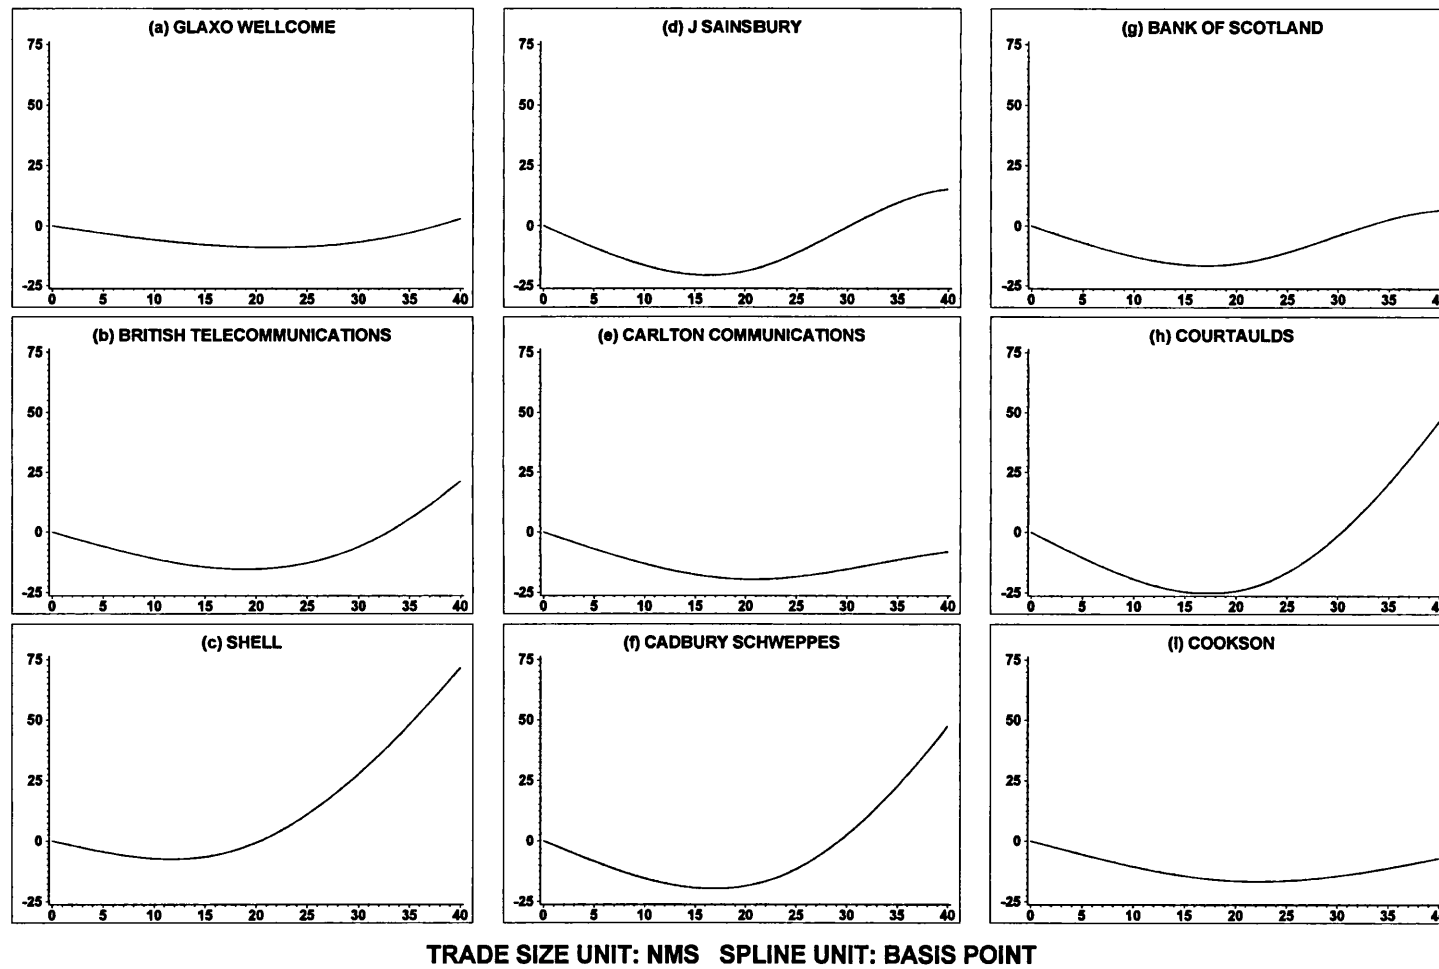 (a) GLAXO WELLCOME
75
50
25
0
-25
0 5 10 15 20 25 30 35 40
(d) J SAINSBURY
75
50
25
0
-25
0 5 10 15 20 25 30 35 40
(g) BANK OF SCOTLAND
75
50
25
0
-25
0 5 10 15 20 25 30 35 40
(b) BRITISH TELECOMMUNICATIONS
75
50
25
0
-25
0 5 10 15 20 25 30 35 40
(e) CARLTON COMMUNICATIONS
75
50
25
0
-25
0 5 10 15 20 25 30 35 40
(h) COURTAULDS
75
50
25
0
-25
0 5 10 15 20 25 30 35 40
(c) SHELL
75
50
25
0
-25
0 5 10 15 20 25 30 35 40
(f) CADBURY SCHWEPPES
75
50
25
0
-25
0 5 10 15 20 25 30 35 40
(i) COOKSON
75
50
25
0
-25
0 5 10 15 20 25 30 35 40
TRADE SIZE UNIT: NMS SPLINE UNIT: BASIS POINT